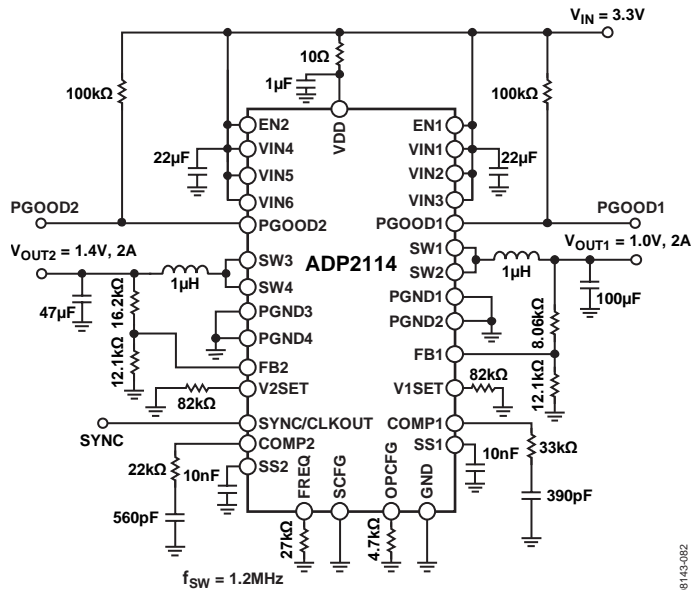 V_IN = 3.3V
10Ω
1µF
100kΩ
100kΩ
VDD
EN2
EN1
VIN4
VIN1
22µF
22µF
VIN5
VIN2
VIN6
VIN3
PGOOD2
PGOOD2
PGOOD1
PGOOD1
V_OUT2 = 1.4V, 2A
SW3
SW1
V_OUT1 = 1.0V, 2A
ADP2114
1µH
SW4
SW2
1µH
47µF
16.2kΩ
PGND3
PGND1
100µF
PGND4
PGND2
8.06kΩ
12.1kΩ
FB2
FB1
12.1kΩ
V2SET
V1SET
82kΩ
82kΩ
SYNC
SYNC/CLKOUT
COMP1
COMP2
33kΩ
22kΩ
10nF
SS2
SS1
10nF
FREQ
SCFG
OPCFG
GND
560pF
390pF
27kΩ
4.7kΩ
f_SW = 1.2MHz
08143-082